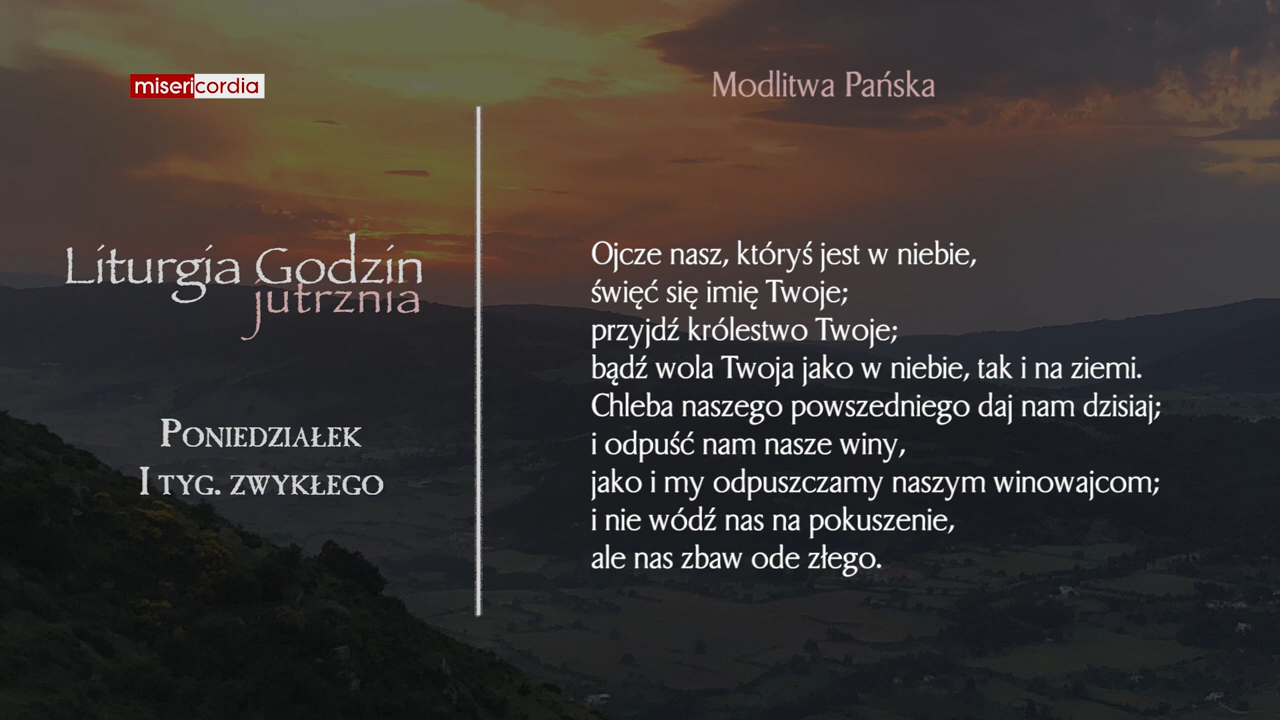 misericordia
Liturgia Godzin
jutrznia
Poniedziałek
I tyg. zwykłego
Modlitwa Pańska
Ojcze nasz, któryś jest w niebie,
święć się imię Twoje;
przyjdź królestwo Twoje;
bądź wola Twoja jako w niebie, tak i na ziemi.
Chleba naszego powszedniego daj nam dzisiaj;
i odpuść nam nasze winy,
jako i my odpuszczamy naszym winowajcom;
i nie wódź nas na pokuszenie,
ale nas zbaw ode złego.